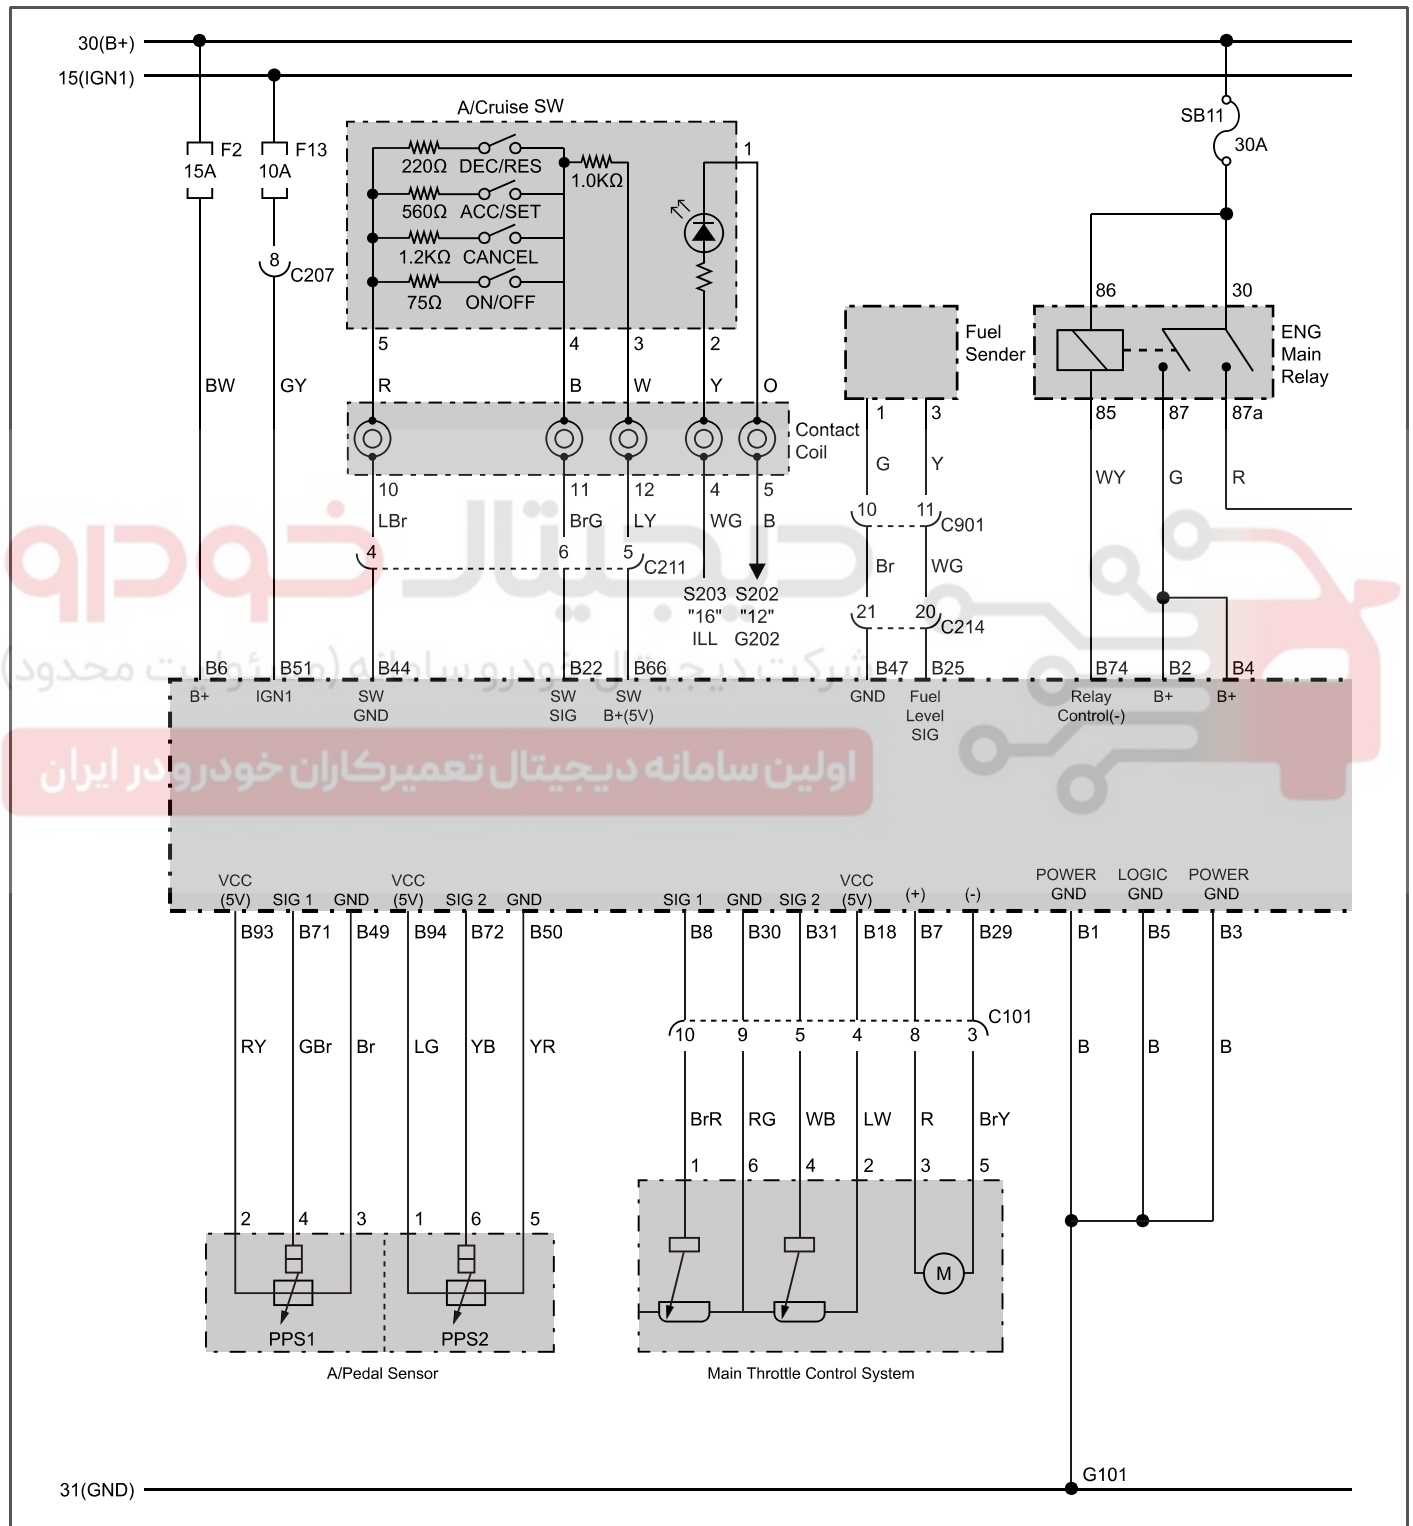 30(B+)
15(IGN1)
A/Cruise SW
SB11
30A
F2
15A
F13
10A
1
220Ω DEC/RES
1.0KΩ
560Ω ACC/SET
1.2KΩ CANCEL
75Ω ON/OFF
8
C207
86 30
5 4 3 2
Fuel
Sender
ENG
Main
Relay
BW GY R B W Y O
1 3
85 87 87a
Contact
Coil
G Y
WY G R
10 11 12 4 5
LBr BrG LY WG B
10 11
C901
4 6 5
C211
Br WG
S203 S202
"16" "12"
ILL G202
21 20
C214
دیجیتال خودرو
شرکت دیجیتال خودرو سامانه (مسئولیت محدود)
B6 B51 B44 B22 B66 B47 B25 B74 B2 B4
B+
IGN1
SW
GND
SW
SIG
SW
B+(5V)
GND
Fuel
Level
SIG
Relay
Control(-)
B+
B+
اولین سامانه دیجیتال تعمیرکاران خودرو در ایران
VCC
(5V)
SIG 1
GND
VCC
(5V)
SIG 2
GND
SIG 1
GND
SIG 2
VCC
(5V)
(+)
(-)
POWER
GND
LOGIC
GND
POWER
GND
B93 B71 B49 B94 B72 B50 B8 B30 B31 B18 B7 B29 B1 B5 B3
C101
10 9 5 4 8 3
RY GBr Br LG YB YR
B B B
BrR RG WB LW R BrY
1 6 4 2 3 5
2 4 3 1 6 5
M
PPS1 PPS2
A/Pedal Sensor
Main Throttle Control System
G101
31(GND)